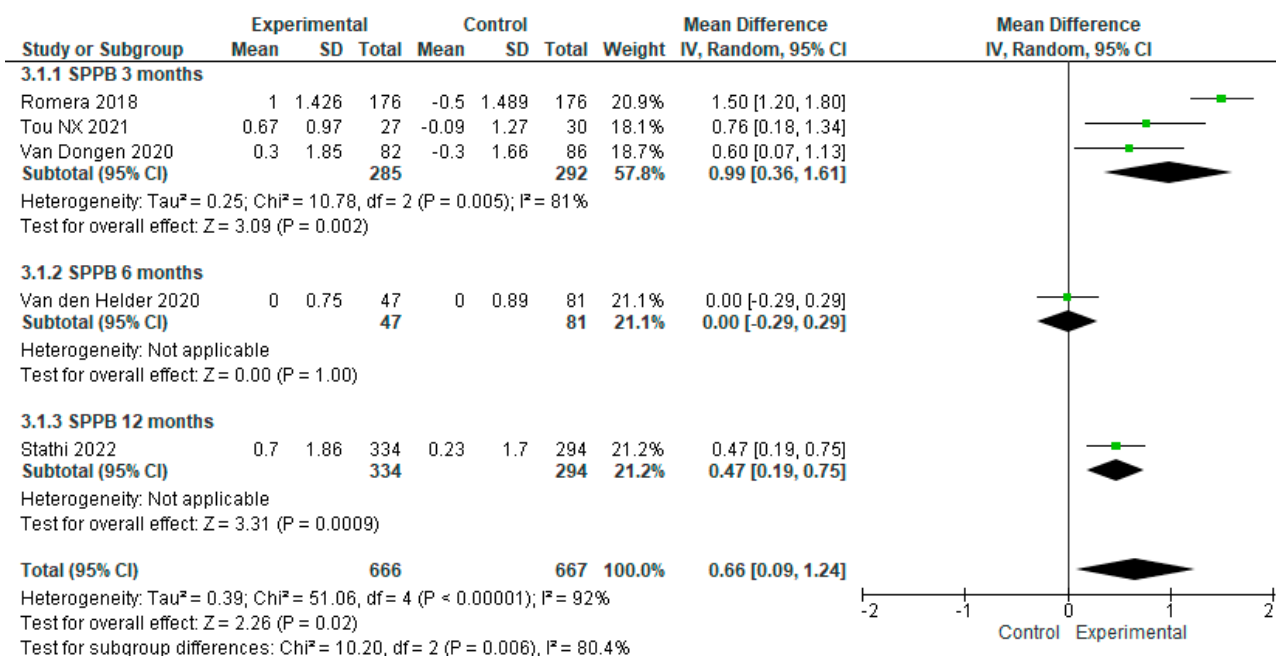 Experimental Control Mean Difference Mean Difference
Study or Subgroup Mean SD Total Mean SD Total Weight IV, Random, 95% CI IV, Random, 95% CI
3.1.1 SPPB 3 months
Romera 2018 1 1.426 176 -0.5 1.489 176 20.9% 1.50 [1.20, 1.80]
Tou NX 2021 0.67 0.97 27 -0.09 1.27 30 18.1% 0.76 [0.18, 1.34]
Van Dongen 2020 0.3 1.85 82 -0.3 1.66 86 18.7% 0.60 [0.07, 1.13]
Subtotal (95% CI) 285 292 57.8% 0.99 [0.36, 1.61]
Heterogeneity: Tau² = 0.25; Chi² = 10.78, df = 2 (P = 0.005); I² = 81%
Test for overall effect: Z = 3.09 (P = 0.002)
3.1.2 SPPB 6 months
Van den Helder 2020 0 0.75 47 0 0.89 81 21.1% 0.00 [-0.29, 0.29]
Subtotal (95% CI) 47 81 21.1% 0.00 [-0.29, 0.29]
Heterogeneity: Not applicable
Test for overall effect: Z = 0.00 (P = 1.00)
3.1.3 SPPB 12 months
Stathi 2022 0.7 1.86 334 0.23 1.7 294 21.2% 0.47 [0.19, 0.75]
Subtotal (95% CI) 334 294 21.2% 0.47 [0.19, 0.75]
Heterogeneity: Not applicable
Test for overall effect: Z = 3.31 (P = 0.0009)
Total (95% CI) 666 667 100.0% 0.66 [0.09, 1.24]
Heterogeneity: Tau² = 0.39; Chi² = 51.06, df = 4 (P < 0.00001); I² = 92%
Test for overall effect: Z = 2.26 (P = 0.02)
Test for subgroup differences: Chi² = 10.20, df = 2 (P = 0.006), I² = 80.4%
-2 -1 0 1 2
Control Experimental